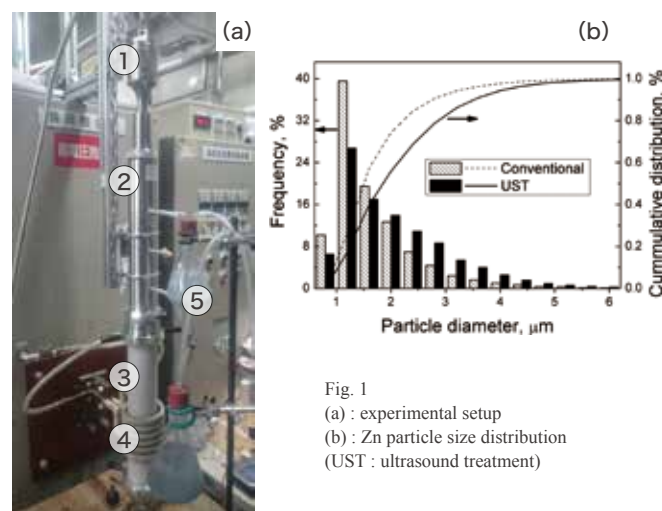 (a)
(b)
1
2
3
4
5
40
32
24
16
8
0
Frequency, %
1.0
0.8
0.6
0.4
0.2
0.0
Cummulative distribution, %
Conventional
UST
1 2 3 4 5 6
Particle diameter, μm
Fig. 1
(a) : experimental setup
(b) : Zn particle size distribution
(UST : ultrasound treatment)